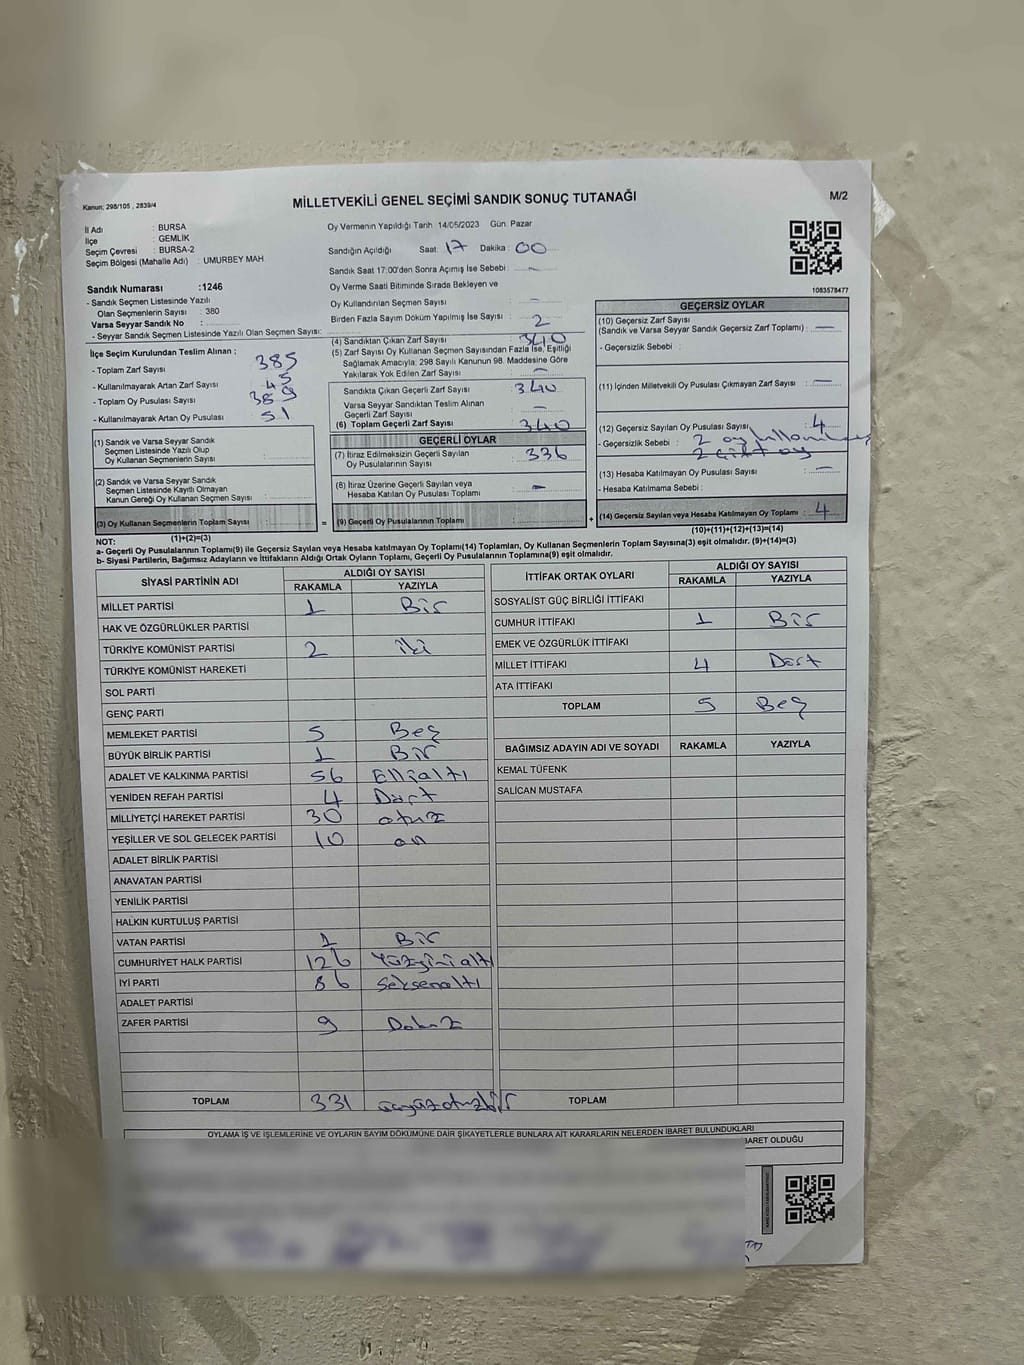 Kanun: 298/105 , 2839/4
MİLLETVEKİLİ GENEL SEÇİMİ SANDIK SONUÇ TUTANAĞI
M/2
İl Adı : BURSA
İlçe : GEMLİK
Seçim Çevresi : BURSA-2
Seçim Bölgesi (Mahalle Adı) : UMURBEY MAH.
Oy Vermenin Yapıldığı Tarih 14/05/2023 Gün Pazar
Sandığın Açıldığı Saat: 17 Dakika: 00
Sandık Saat 17:00'den Sonra Açımış İse Sebebi : –
Oy Verme Saati Bitiminde Sırada Bekleyen ve
Oy Kullandırılan Seçmen Sayısı –
Birden Fazla Sayım Döküm Yapılmış İse Sayısı : 2
1083578477
Sandık Numarası :1246
- Sandık Seçmen Listesinde Yazılı
Olan Seçmenlerin Sayısı : 380
Varsa Seyyar Sandık No :
- Seyyar Sandık Seçmen Listesinde Yazılı Olan Seçmen Sayısı:
İlçe Seçim Kurulundan Teslim Alınan ;
- Toplam Zarf Sayısı 385
- Kullanılmayarak Artan Zarf Sayısı 45
- Toplam Oy Pusulası Sayısı 389
- Kullanılmayarak Artan Oy Pusulası 51
(1) Sandık ve Varsa Seyyar Sandık
Seçmen Listesinde Yazılı Olup
Oy Kullanan Seçmenlerin Sayısı :
(2) Sandık ve Varsa Seyyar Sandık
Seçmen Listesinde Kayıtlı Olmayan
Kanun Gereği Oy Kullanan Seçmen Sayısı :
(3) Oy Kullanan Seçmenlerin Toplam Sayısı :
(1)+(2)=(3)
(4) Sandıktan Çıkan Zarf Sayısı : 340
(5) Zarf Sayısı Oy Kullanan Seçmen Sayısından Fazla İse, Eşitliği
Sağlamak Amacıyla; 298 Sayılı Kanunun 98. Maddesine Göre
Yakılarak Yok Edilen Zarf Sayısı : –
Sandıkta Çıkan Geçerli Zarf Sayısı : 340
Varsa Seyyar Sandıktan Teslim Alınan
Geçerli Zarf Sayısı : –
(6) Toplam Geçerli Zarf Sayısı : 340
GEÇERLİ OYLAR
(7) İtiraz Edilmeksizin Geçerli Sayılan
Oy Pusulalarının Sayısı : 336
(8) İtiraz Üzerine Geçerli Sayılan veya
Hesaba Katılan Oy Pusulası Toplamı : –
= (9) Geçerli Oy Pusulalarının Toplamı : +
GEÇERSİZ OYLAR
(10) Geçersiz Zarf Sayısı
(Sandık ve Varsa Seyyar Sandık Geçersiz Zarf Toplamı) : –
- Geçersizlik Sebebi :
(11) İçinden Milletvekili Oy Pusulası Çıkmayan Zarf Sayısı : –
(12) Geçersiz Sayılan Oy Pusulası Sayısı : 4
- Geçersizlik Sebebi : 2 oy
2 çift oy
(13) Hesaba Katılmayan Oy Pusulası Sayısı : –
- Hesaba Katılmama Sebebi :
(14) Geçersiz Sayılan veya Hesaba Katılmayan Oy Toplamı : 4
(10)+(11)+(12)+(13)=(14)
NOT:
a- Geçerli Oy Pusulalarının Toplamı(9) ile Geçersiz Sayılan veya Hesaba katılmayan Oy Toplamı(14) Toplamları, Oy Kullanan Seçmenlerin Toplam Sayısına(3) eşit olmalıdır. (9)+(14)=(3)
b- Siyasi Partilerin, Bağımsız Adayların ve İttifakların Aldığı Oyların Toplamı, Geçerli Oy Pusulalarının Toplamına(9) eşit olmalıdır.
SİYASİ PARTİNİN ADI ALDIĞI OY SAYISI
RAKAMLA YAZIYLA
MİLLET PARTİSİ 1 Bir
HAK VE ÖZGÜRLÜKLER PARTİSİ
TÜRKİYE KOMÜNİST PARTİSİ 2 iki
TÜRKİYE KOMÜNİST HAREKETİ
SOL PARTİ
GENÇ PARTİ
MEMLEKET PARTİSİ 5 Beş
BÜYÜK BİRLİK PARTİSİ 1 Bir
ADALET VE KALKINMA PARTİSİ 56 Ellialtı
YENİDEN REFAH PARTİSİ 4 Dört
MİLLİYETÇİ HAREKET PARTİSİ 30 otuz
YEŞİLLER VE SOL GELECEK PARTİSİ 10 on
ADALET BİRLİK PARTİSİ
ANAVATAN PARTİSİ
YENİLİK PARTİSİ
HALKIN KURTULUŞ PARTİSİ
VATAN PARTİSİ 1 Bir
CUMHURİYET HALK PARTİSİ 126 Yüzyirmialtı
İYİ PARTİ 86 Seksenaltı
ADALET PARTİSİ
ZAFER PARTİSİ 9 Dokuz
TOPLAM 331 üçyüzotuzbir
İTTİFAK ORTAK OYLARI ALDIĞI OY SAYISI
RAKAMLA YAZIYLA
SOSYALİST GÜÇ BİRLİĞİ İTTİFAKI
CUMHUR İTTİFAKI 1 Bir
EMEK VE ÖZGÜRLÜK İTTİFAKI
MİLLET İTTİFAKI 4 Dört
ATA İTTİFAKI
TOPLAM 5 Beş
BAĞIMSIZ ADAYIN ADI VE SOYADI RAKAMLA YAZIYLA
KEMAL TÜFENK
SALİCAN MUSTAFA
TOPLAM
OYLAMA İŞ VE İŞLEMLERİNE VE OYLARIN SAYIM DÖKÜMÜNE DAİR ŞİKAYETLERLE BUNLARA AİT KARARLARIN NELERDEN İBARET BULUNDUKLARI
BARET OLDUĞU